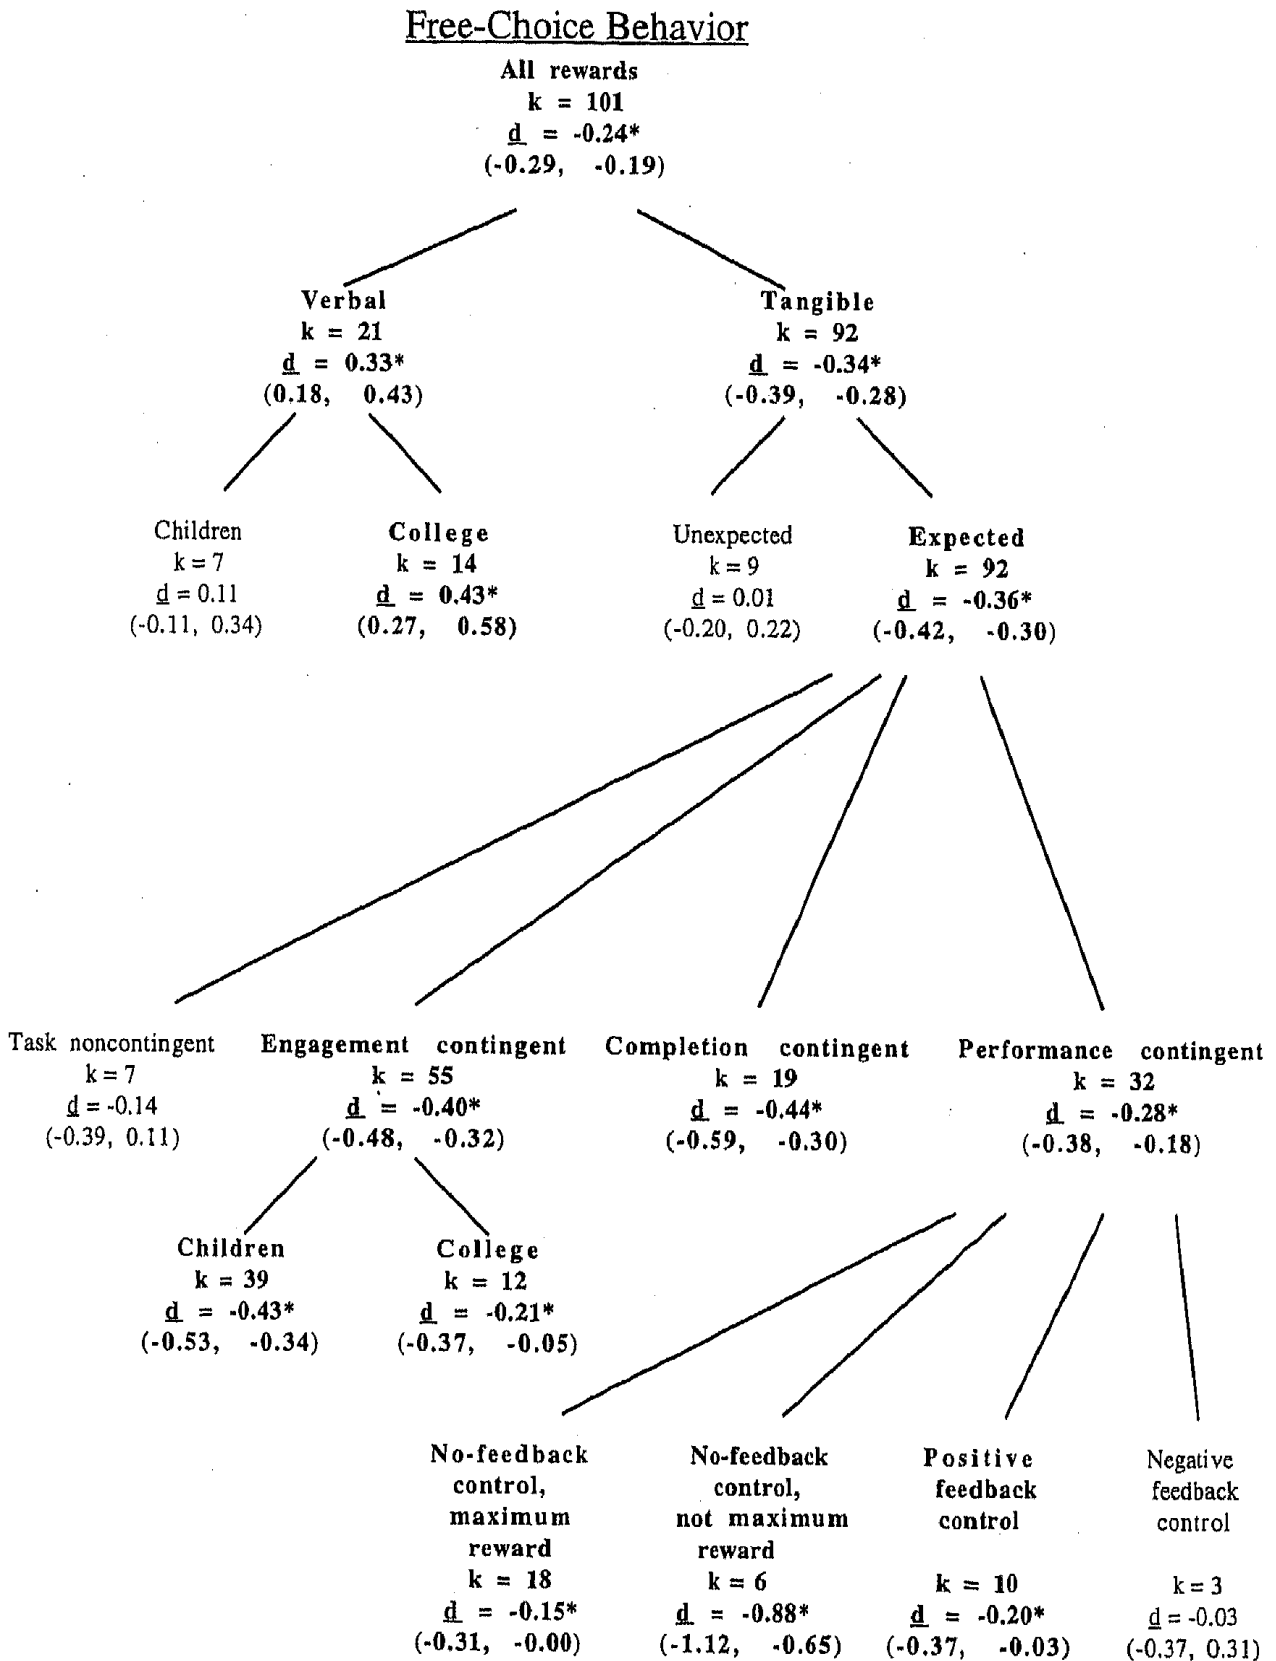 Free-Choice Behavior
All rewards
k = 101
d = -0.24*
(-0.29, -0.19)
Verbal
k = 21
d = 0.33*
(0.18, 0.43)
Tangible
k = 92
d = -0.34*
(-0.39, -0.28)
Children
k = 7
d = 0.11
(-0.11, 0.34)
College
k = 14
d = 0.43*
(0.27, 0.58)
Unexpected
k = 9
d = 0.01
(-0.20, 0.22)
Expected
k = 92
d = -0.36*
(-0.42, -0.30)
Task noncontingent
k = 7
d = -0.14
(-0.39, 0.11)
Engagement contingent
k = 55
d = -0.40*
(-0.48, -0.32)
Completion contingent
k = 19
d = -0.44*
(-0.59, -0.30)
Performance contingent
k = 32
d = -0.28*
(-0.38, -0.18)
Children
k = 39
d = -0.43*
(-0.53, -0.34)
College
k = 12
d = -0.21*
(-0.37, -0.05)
No-feedback
control,
maximum
reward
k = 18
d = -0.15*
(-0.31, -0.00)
No-feedback
control,
not maximum
reward
k = 6
d = -0.88*
(-1.12, -0.65)
Positive
feedback
control
k = 10
d = -0.20*
(-0.37, -0.03)
Negative
feedback
control
k = 3
d = -0.03
(-0.37, 0.31)